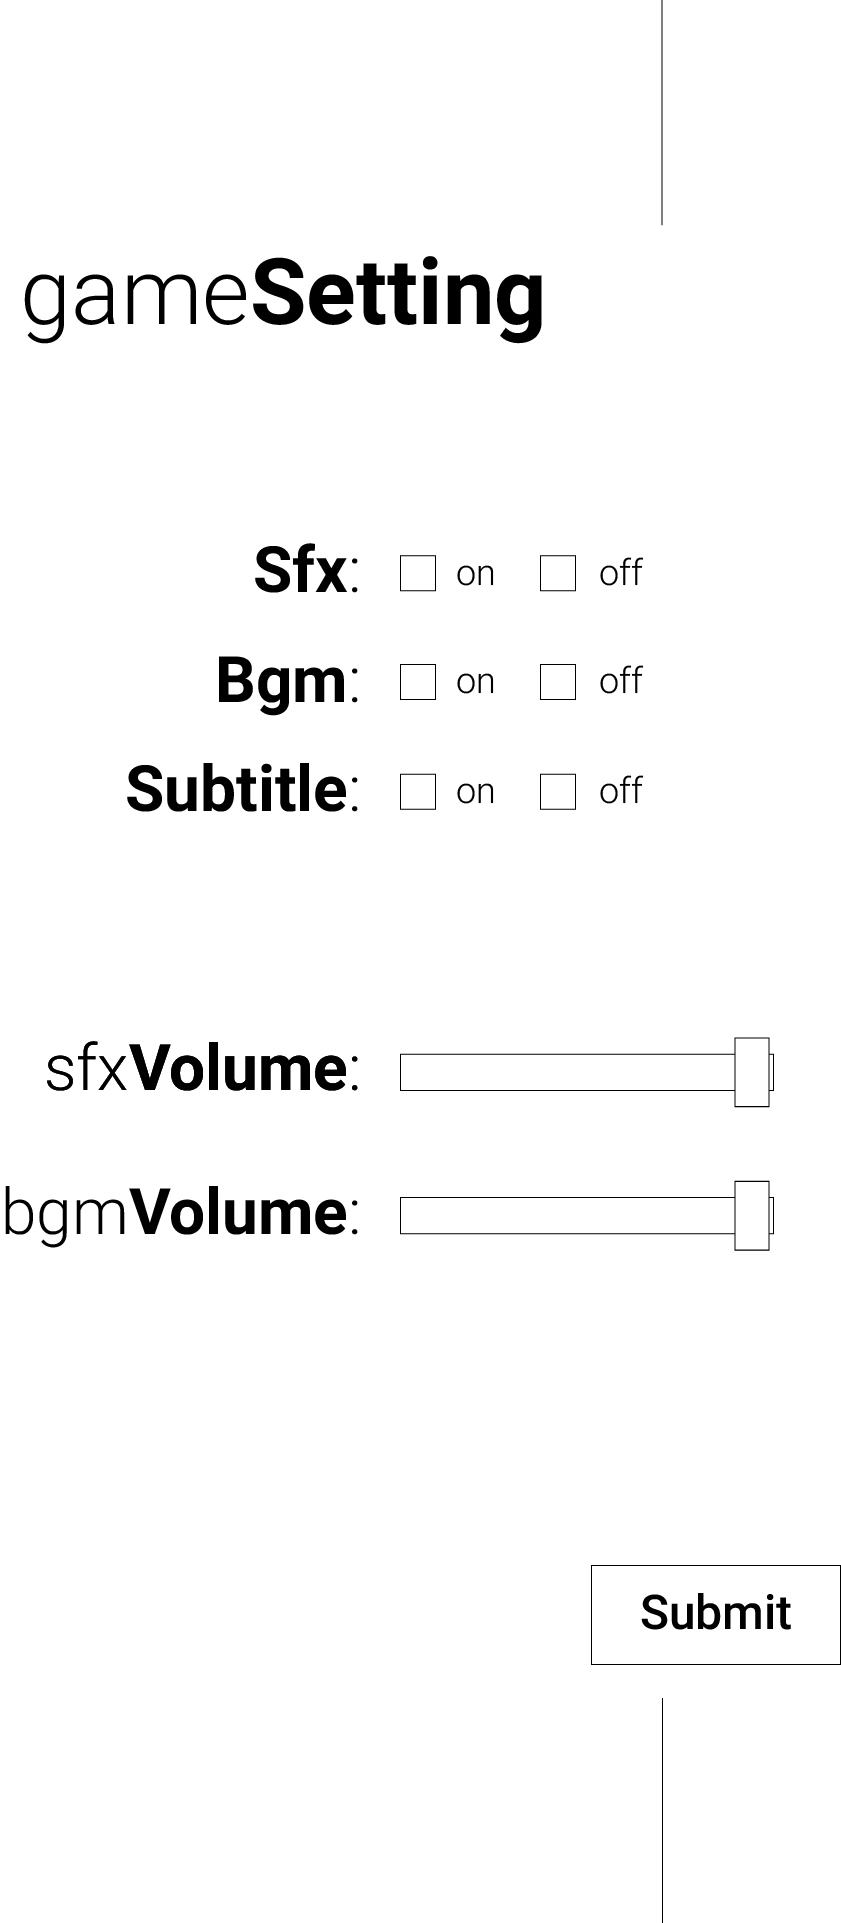 gameSetting
Sfx: on off
Bgm: on off
Subtitle: on off
sfxVolume:
bgmVolume:
Submit